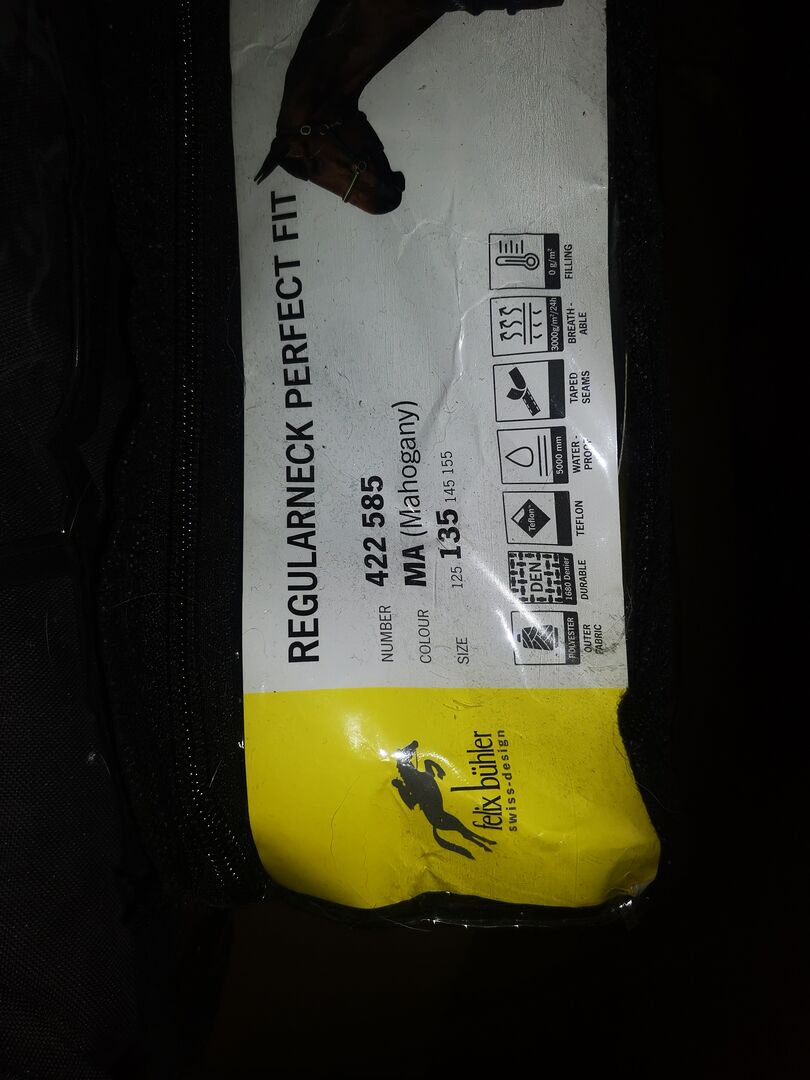 REGULARNECK PERFECT FIT
NUMBER 422 585
COLOUR MA (Mahogany)
SIZE 125 135 145 155
POLYESTER
OUTER
FABRIC
DEN
1680 Denier
DURABLE
Teflon™
TEFLON
5000 mm
WATER-
PROOF
TAPED
SEAMS
3000g/m²/24h
BREATH-
ABLE
0 g/m²
FILLING
felix bühler
swiss-design